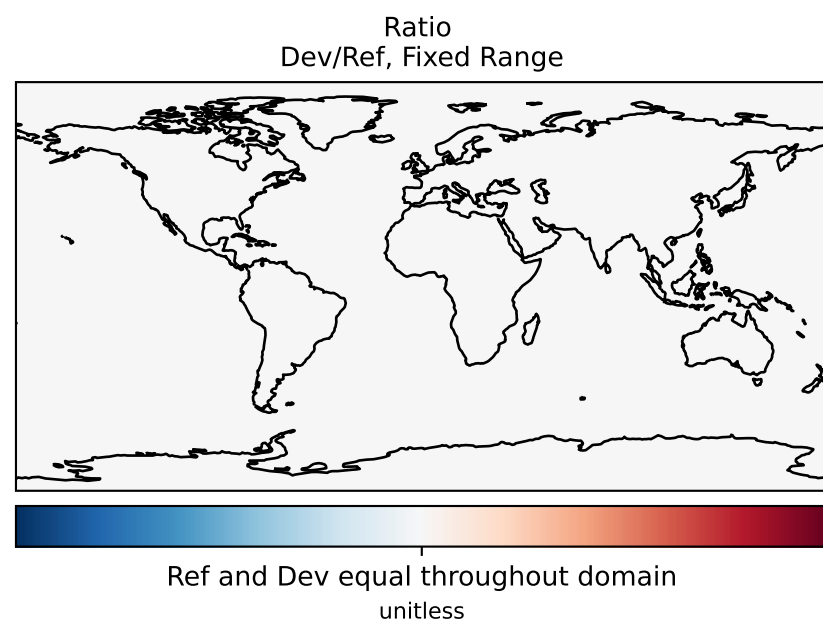 Ratio
Dev/Ref, Fixed Range
Ref and Dev equal throughout domain
unitless